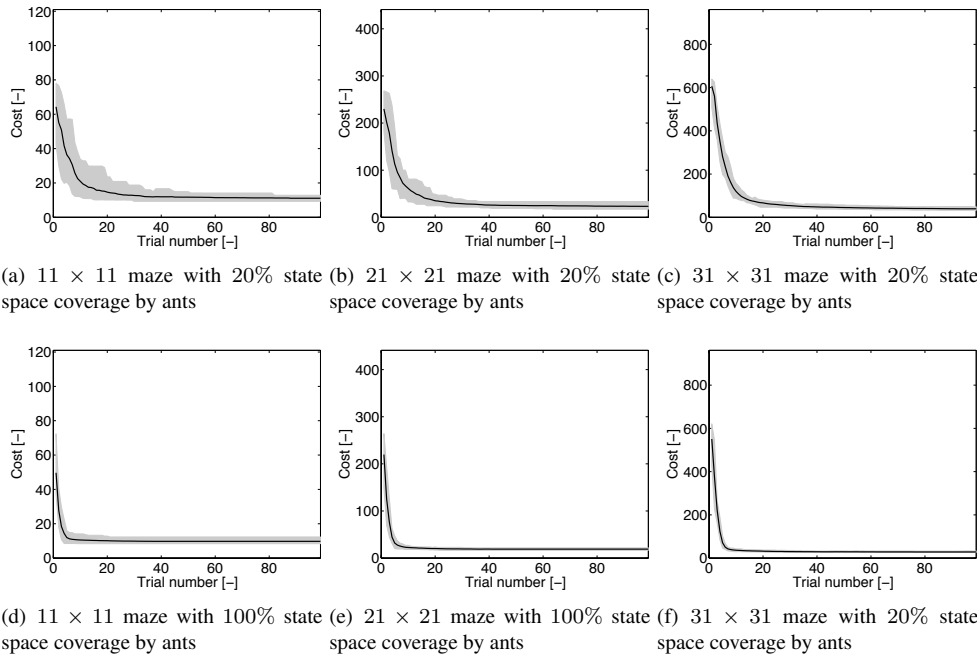 120
100
80
60
40
20
0
Cost [−]
0 20 40 60 80
Trial number [−]
400
300
200
100
0
Cost [−]
0 20 40 60 80
Trial number [−]
800
600
400
200
0
Cost [−]
0 20 40 60 80
Trial number [−]
(a) 11 × 11 maze with 20% state
space coverage by ants
(b) 21 × 21 maze with 20% state
space coverage by ants
(c) 31 × 31 maze with 20% state
space coverage by ants
120
100
80
60
40
20
0
Cost [−]
0 20 40 60 80
Trial number [−]
400
300
200
100
0
Cost [−]
0 20 40 60 80
Trial number [−]
800
600
400
200
0
Cost [−]
0 20 40 60 80
Trial number [−]
(d) 11 × 11 maze with 100% state
space coverage by ants
(e) 21 × 21 maze with 100% state
space coverage by ants
(f) 31 × 31 maze with 20% state
space coverage by ants